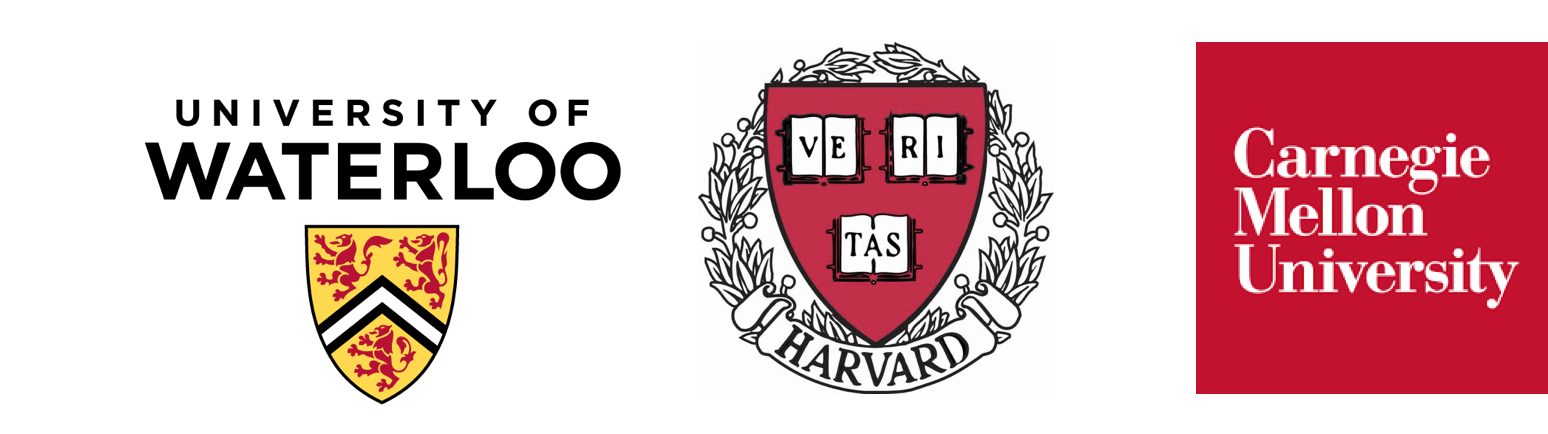 UNIVERSITY OF
WATERLOO
VE RI
TAS
HARVARD
Carnegie
Mellon
University